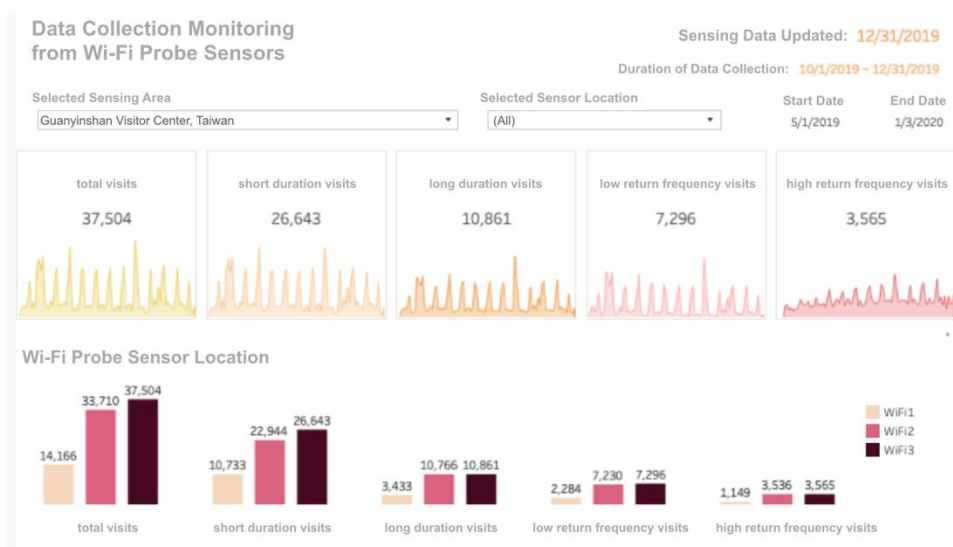 Data Collection Monitoring
from Wi-Fi Probe Sensors
Sensing Data Updated: 12/31/2019
Duration of Data Collection: 10/1/2019 ~ 12/31/2019
Selected Sensing Area
Selected Sensor Location
Start Date
End Date
Guanyinshan Visitor Center, Taiwan
(All)
5/1/2019
1/3/2020
total visits
37,504
short duration visits
26,643
long duration visits
10,861
low return frequency visits
7,296
high return frequency visits
3,565
Wi-Fi Probe Sensor Location
14,166
33,710
37,504
10,733
22,944
26,643
3,433
10,766
10,861
2,284
7,230
7,296
1,149
3,536
3,565
WiFi1
WiFi2
WiFi3
total visits
short duration visits
long duration visits
low return frequency visits
high return frequency visits